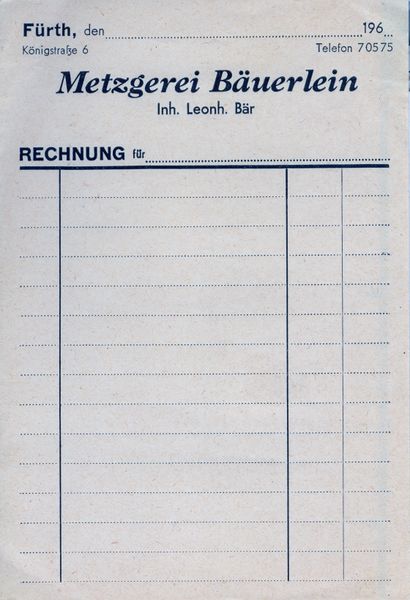 Fürth, den 196
Königstraße 6 Telefon 70575
Metzgerei Bäuerlein
Inh. Leonh. Bär
RECHNUNG für